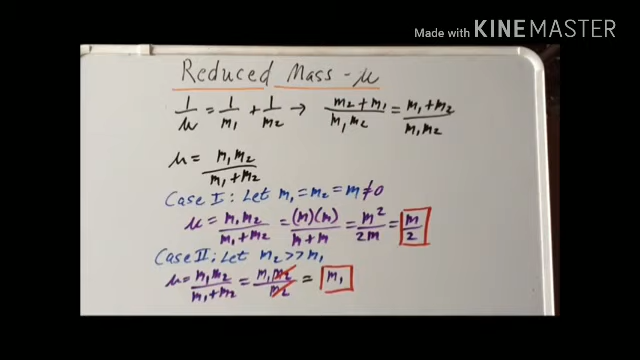 Made with KINEMASTER
Reduced Mass - μ
1/μ = 1/m₁ + 1/m₂ → (m₂ + m₁)/(m₁m₂) = (m₁ + m₂)/(m₁m₂)
μ = m₁m₂/(m₁ + m₂)
Case I: Let m₁ = m₂ = m ≠ 0
μ = m₁m₂/(m₁ + m₂) = (m)(m)/(m + m) = m²/2m = m/2
Case II: Let m₂ >> m₁
μ = m₁m₂/(m₁ + m₂) = m₁m₂/m₂ = m₁